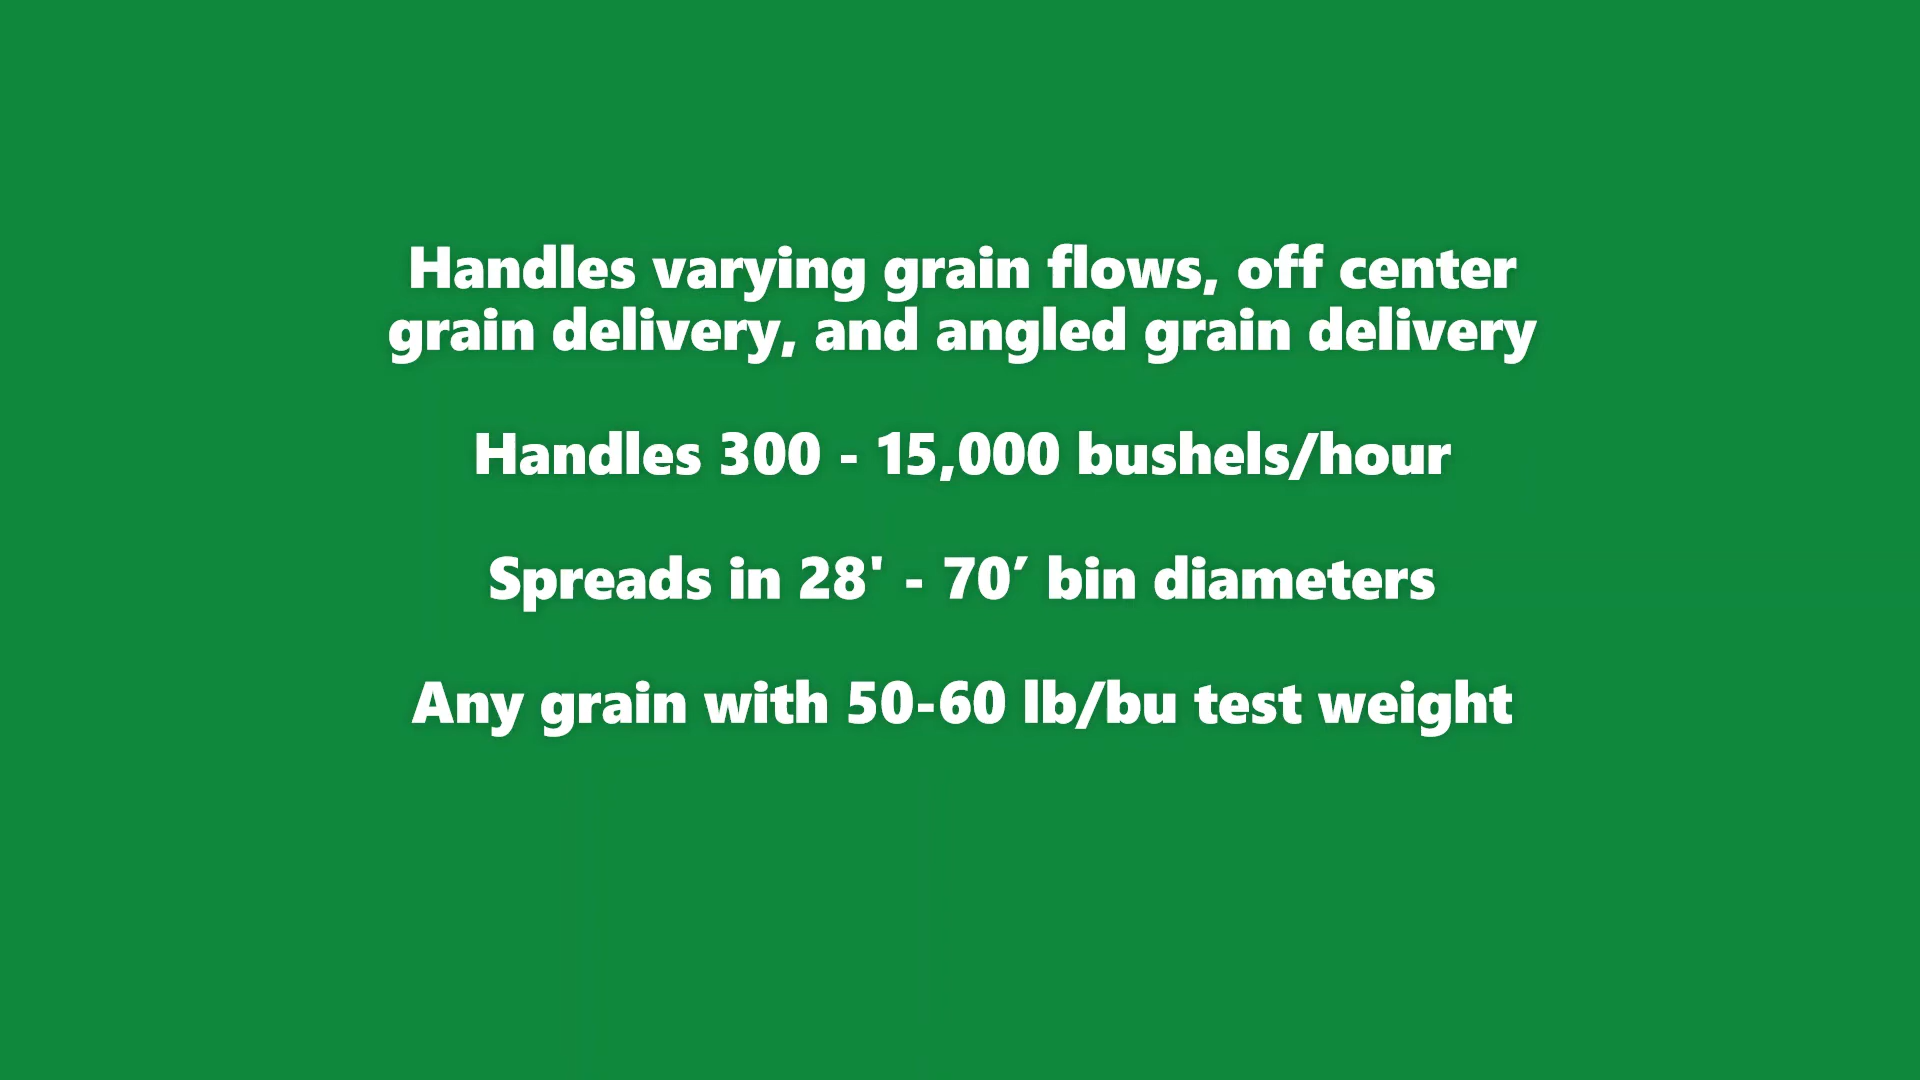 Handles varying grain flows, off center
grain delivery, and angled grain delivery
Handles 300 - 15,000 bushels/hour
Spreads in 28' - 70’ bin diameters
Any grain with 50-60 lb/bu test weight